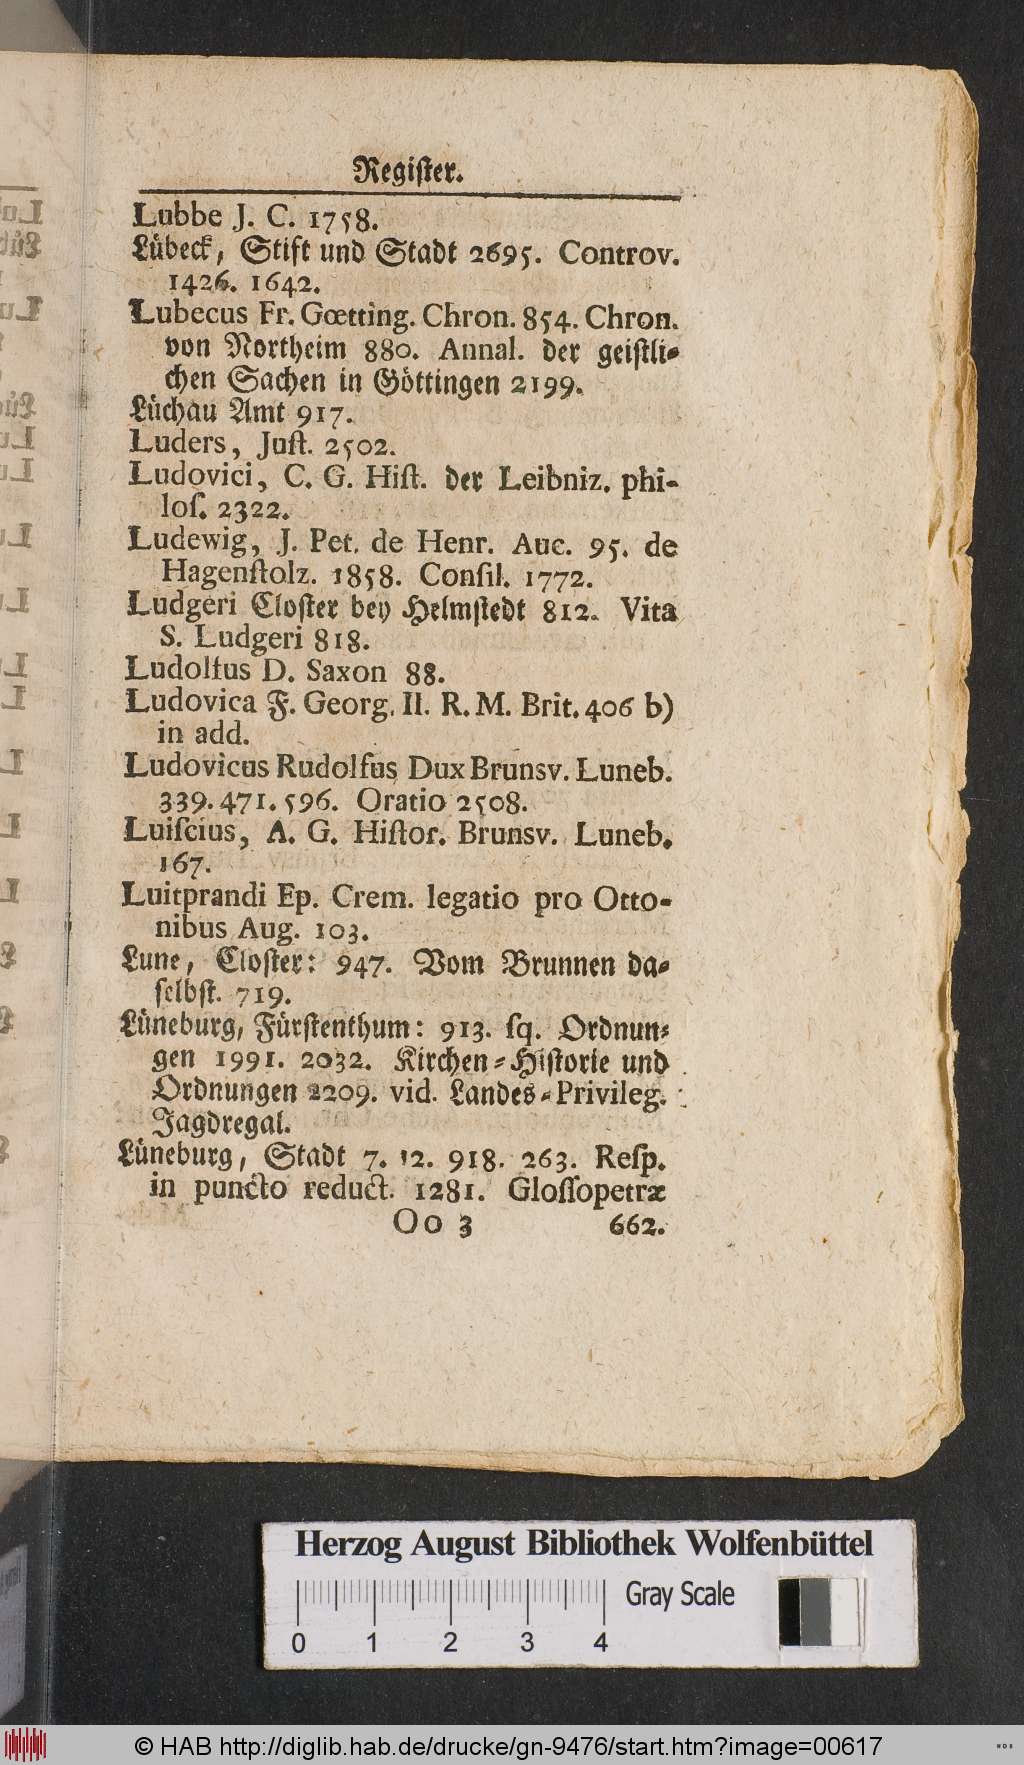 Regiſter.
Lubbe J. C. 1758.
Lübeck, Stift und Stadt 2695. Controv.
1426. 1642.
Lubecus Fr. Gœtting. Chron. 854. Chron.
von Northeim 880. Annal. der geiſtli-
chen Sachen in Göttingen 2199.
Lüchau Amt 917.
Luders, Juſt. 2502.
Ludovici, C. G. Hiſt. der Leibniz. phi-
loſ. 2322.
Ludewig, J. Pet. de Henr. Auc. 95. de
Hagenſtolz. 1858. Conſil. 1772.
Ludgeri Cloſter bey Helmſtedt 812. Vita
S. Ludgeri 818.
Ludolfus D. Saxon 88.
Ludovica F. Georg. II. R. M. Brit. 406 b)
in add.
Ludovicus Rudolfus Dux Brunsv. Luneb.
339. 471. 596. Oratio 2508.
Luiſcius, A. G. Hiſtor. Brunsv. Luneb.
167.
Luitprandi Ep. Crem. legatio pro Otto-
nibus Aug. 103.
Lune, Cloſter: 947. Vom Brunnen da-
ſelbſt. 719.
Lüneburg, Fürſtenthum: 913. ſq. Ordnun-
gen 1991. 2032. Kirchen-Hiſtorie und
Ordnungen 2209. vid. Landes-Privileg.
Jagdregal.
Lüneburg, Stadt 7. 12. 918. 263. Reſp.
in puncto reduct. 1281. Gloſſopetræ
Oo 3 662.
Herzog August Bibliothek Wolfenbüttel
Gray Scale
0 1 2 3 4
© HAB http://diglib.hab.de/drucke/gn-9476/start.htm?image=00617